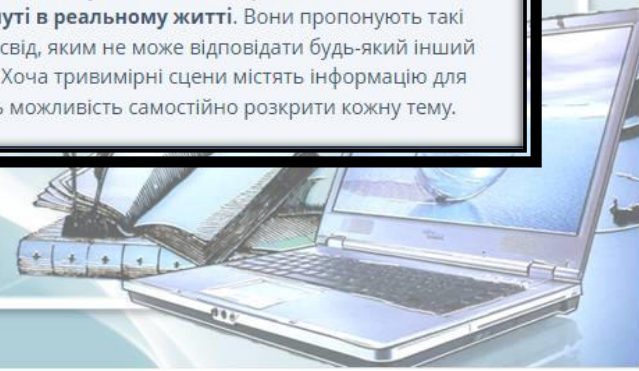 нуті в реальному житті. Вони пропонують такі
свід, яким не може відповідати будь-який інший
Хоча тривимірні сцени містять інформацію для
ь можливість самостійно розкрити кожну тему.